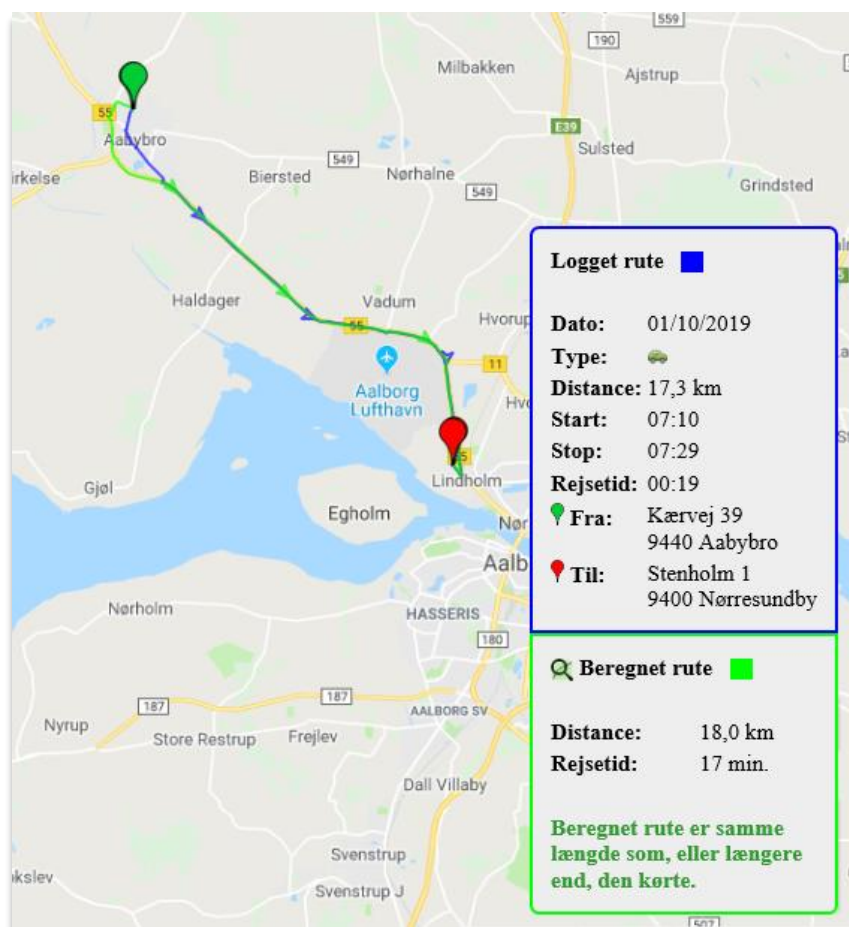 559
190
Milbakken
Ajstrup
55
E39
Aabybro
Sulsted
549
Biersted
Nørhalne
549
Grindsted
irkelse
Haldager
Vadum
55
Hvorup
11
Aalborg
Lufthavn
Lindholm
Gjøl
Egholm
Nør
Aalb
Nørholm
HASSERIS
180
187
187
AALBORG SV
Nyrup
Store Restrup
Frejlev
Dall Villaby
Svenstrup
Svenstrup J
okslev
507
Logget rute
Dato: 01/10/2019
Type:
Distance: 17,3 km
Start: 07:10
Stop: 07:29
Rejsetid: 00:19
Fra: Kærvej 39
9440 Aabybro
Til: Stenholm 1
9400 Nørresundby
Beregnet rute
Distance: 18,0 km
Rejsetid: 17 min.
Beregnet rute er samme
længde som, eller længere
end, den kørte.